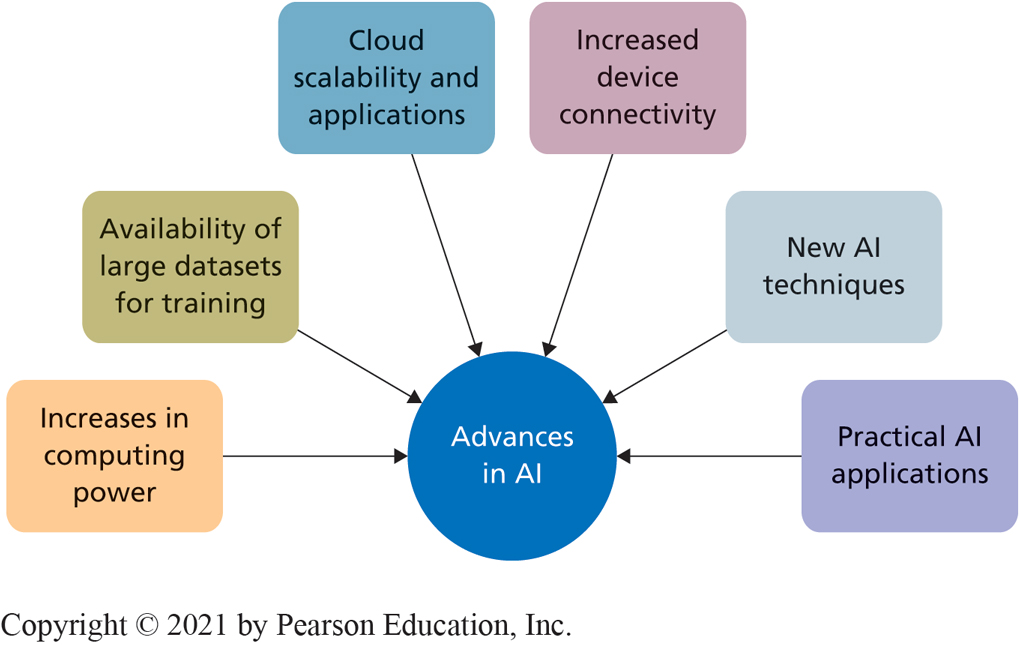 Cloud
scalability and
applications
Increased
device
connectivity
Availability of
large datasets
for training
New AI
techniques
Increases in
computing
power
Advances
in AI
Practical AI
applications
Copyright © 2021 by Pearson Education, Inc.